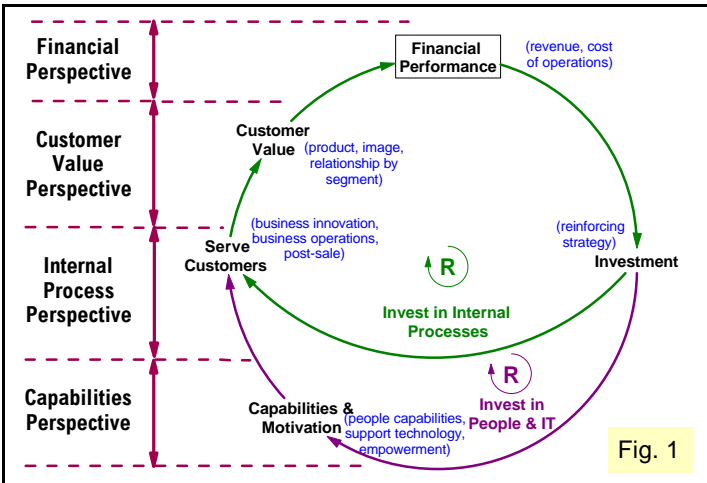 Financial
Perspective
Customer
Value
Perspective
Internal
Process
Perspective
Capabilities
Perspective
Financial
Performance
(revenue, cost
of operations)
Customer
Value
(product, image,
relationship by
segment)
(business innovation,
business operations,
post-sale)
Serve
Customers
(reinforcing
strategy)
Investment
R
Invest in Internal
Processes
R
Invest in
People & IT
Capabilities &
Motivation
(people capabilities,
support technology,
empowerment)
Fig. 1